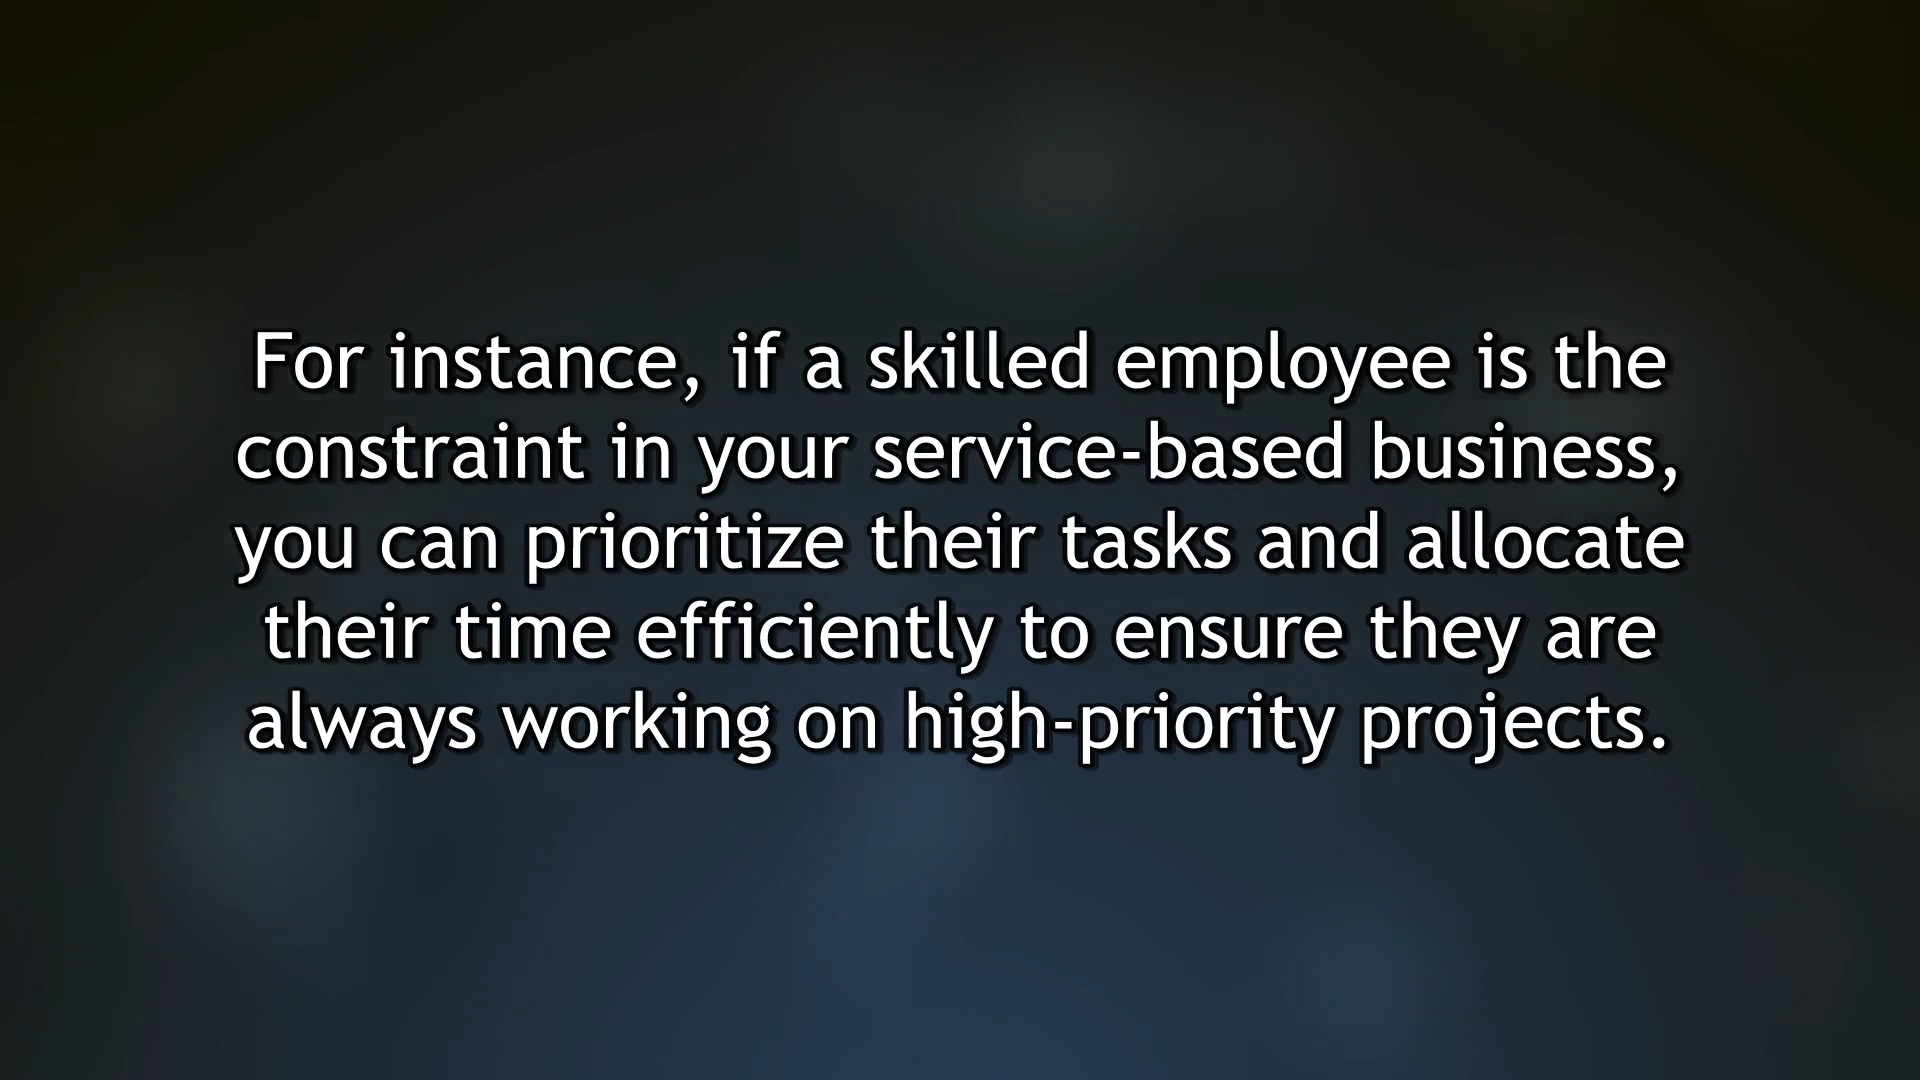 For instance, if a skilled employee is the
constraint in your service-based business,
you can prioritize their tasks and allocate
their time efficiently to ensure they are
always working on high-priority projects.